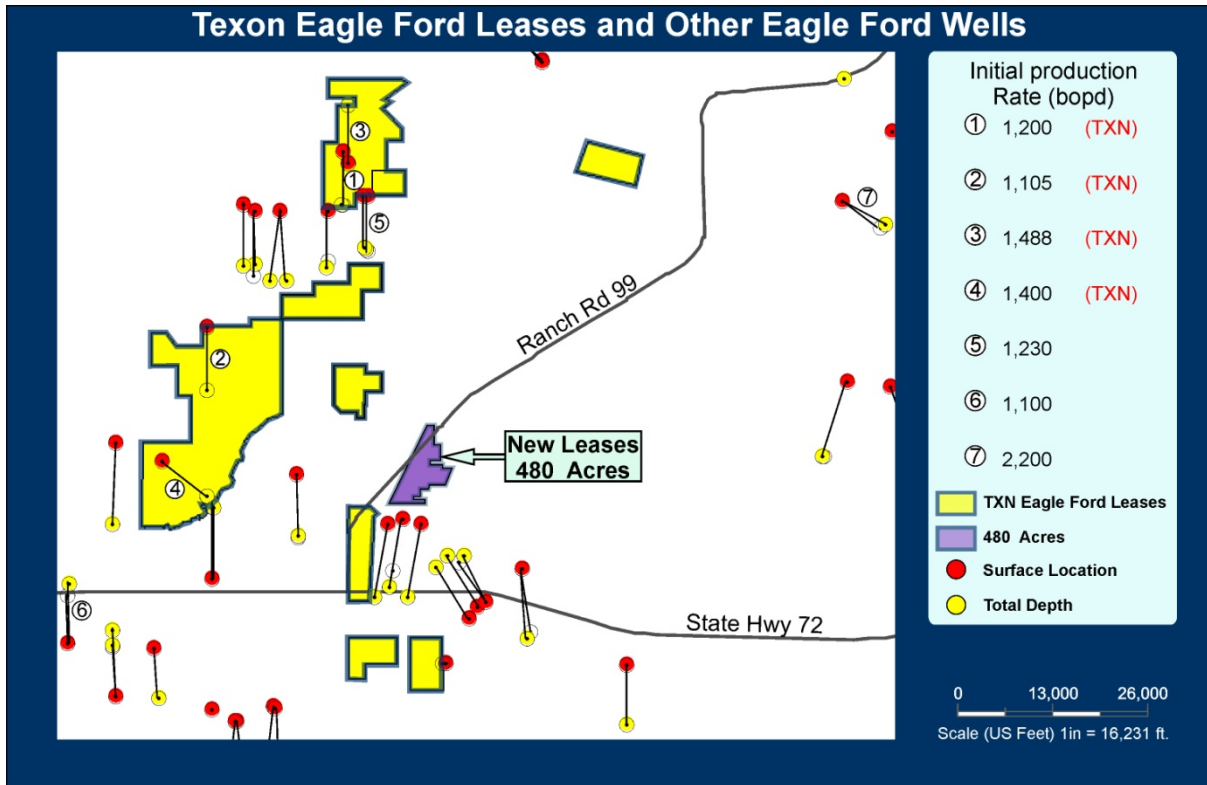 Texon Eagle Ford Leases and Other Eagle Ford Wells
Initial production
Rate (bopd)
① 1,200 (TXN)
② 1,105 (TXN)
③ 1,488 (TXN)
④ 1,400 (TXN)
⑤ 1,230
⑥ 1,100
⑦ 2,200
TXN Eagle Ford Leases
480 Acres
Surface Location
Total Depth
0 13,000 26,000
Scale (US Feet) 1in = 16,231 ft.
③
①
⑤
⑦
Ranch Rd 99
②
New Leases
480 Acres
④
⑥
State Hwy 72